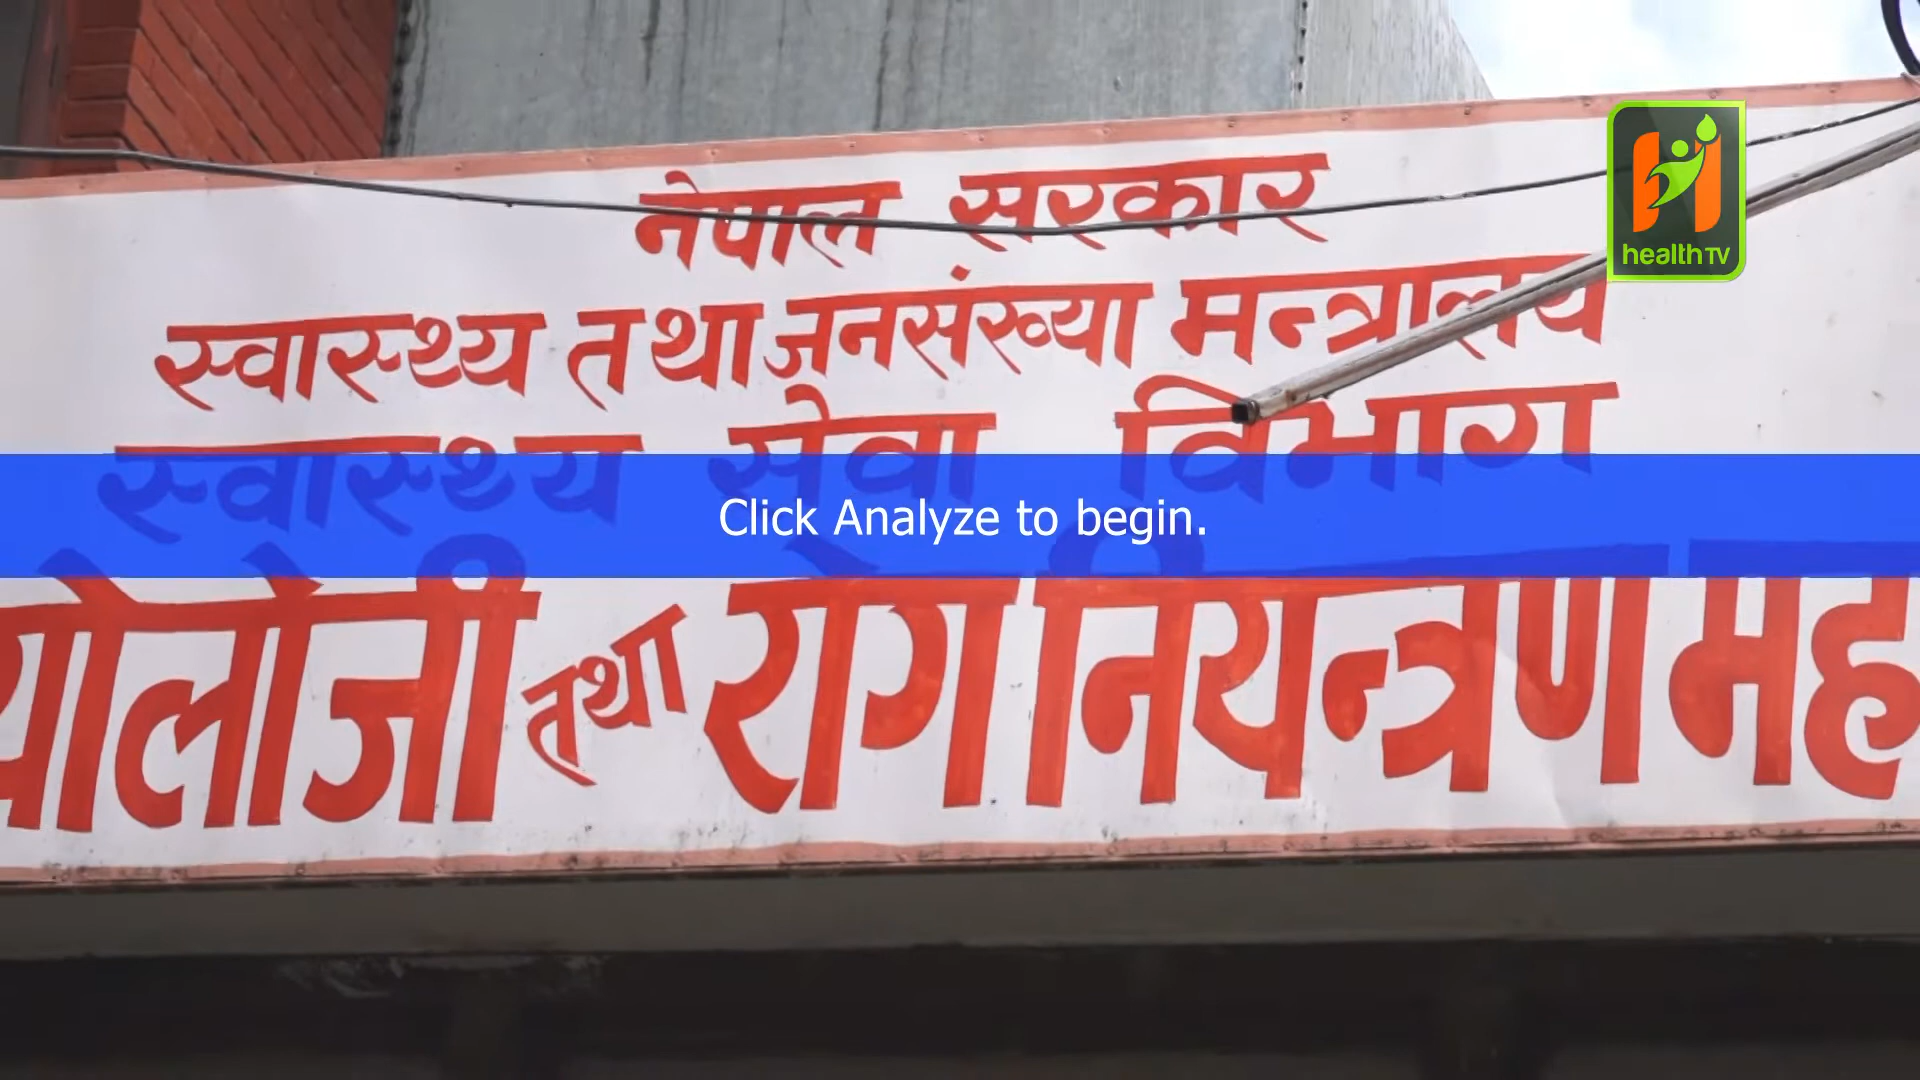 नेपाल सरकार
health TV
स्वास्थ्य तथा जनसंख्या मन्त्रालय
स्वास्थ्य सेवा विभाग
Click Analyze to begin.
योलोजी तथा रोग नियन्त्रण मह